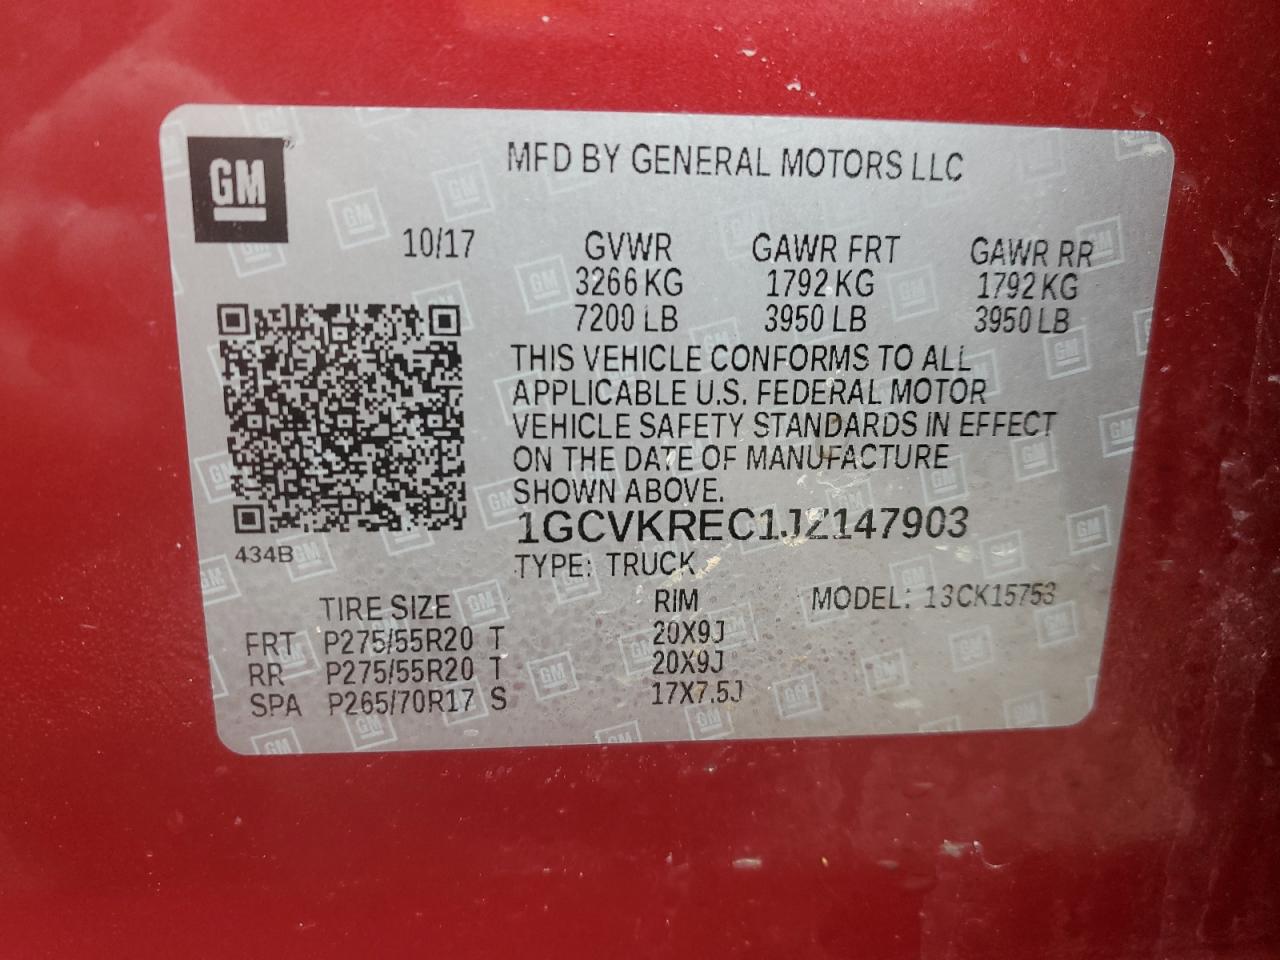 GM
MFD BY GENERAL MOTORS LLC
10/17 GVWR GAWR FRT GAWR RR
3266 KG 1792 KG 1792 KG
7200 LB 3950 LB 3950 LB
THIS VEHICLE CONFORMS TO ALL
APPLICABLE U.S. FEDERAL MOTOR
VEHICLE SAFETY STANDARDS IN EFFECT
ON THE DATE OF MANUFACTURE
SHOWN ABOVE.
1GCVKREC1JZ147903
434B
TYPE: TRUCK
TIRE SIZE RIM MODEL: 13CK15753
FRT P275/55R20 T 20X9J
RR P275/55R20 T 20X9J
SPA P265/70R17 S 17X7.5J